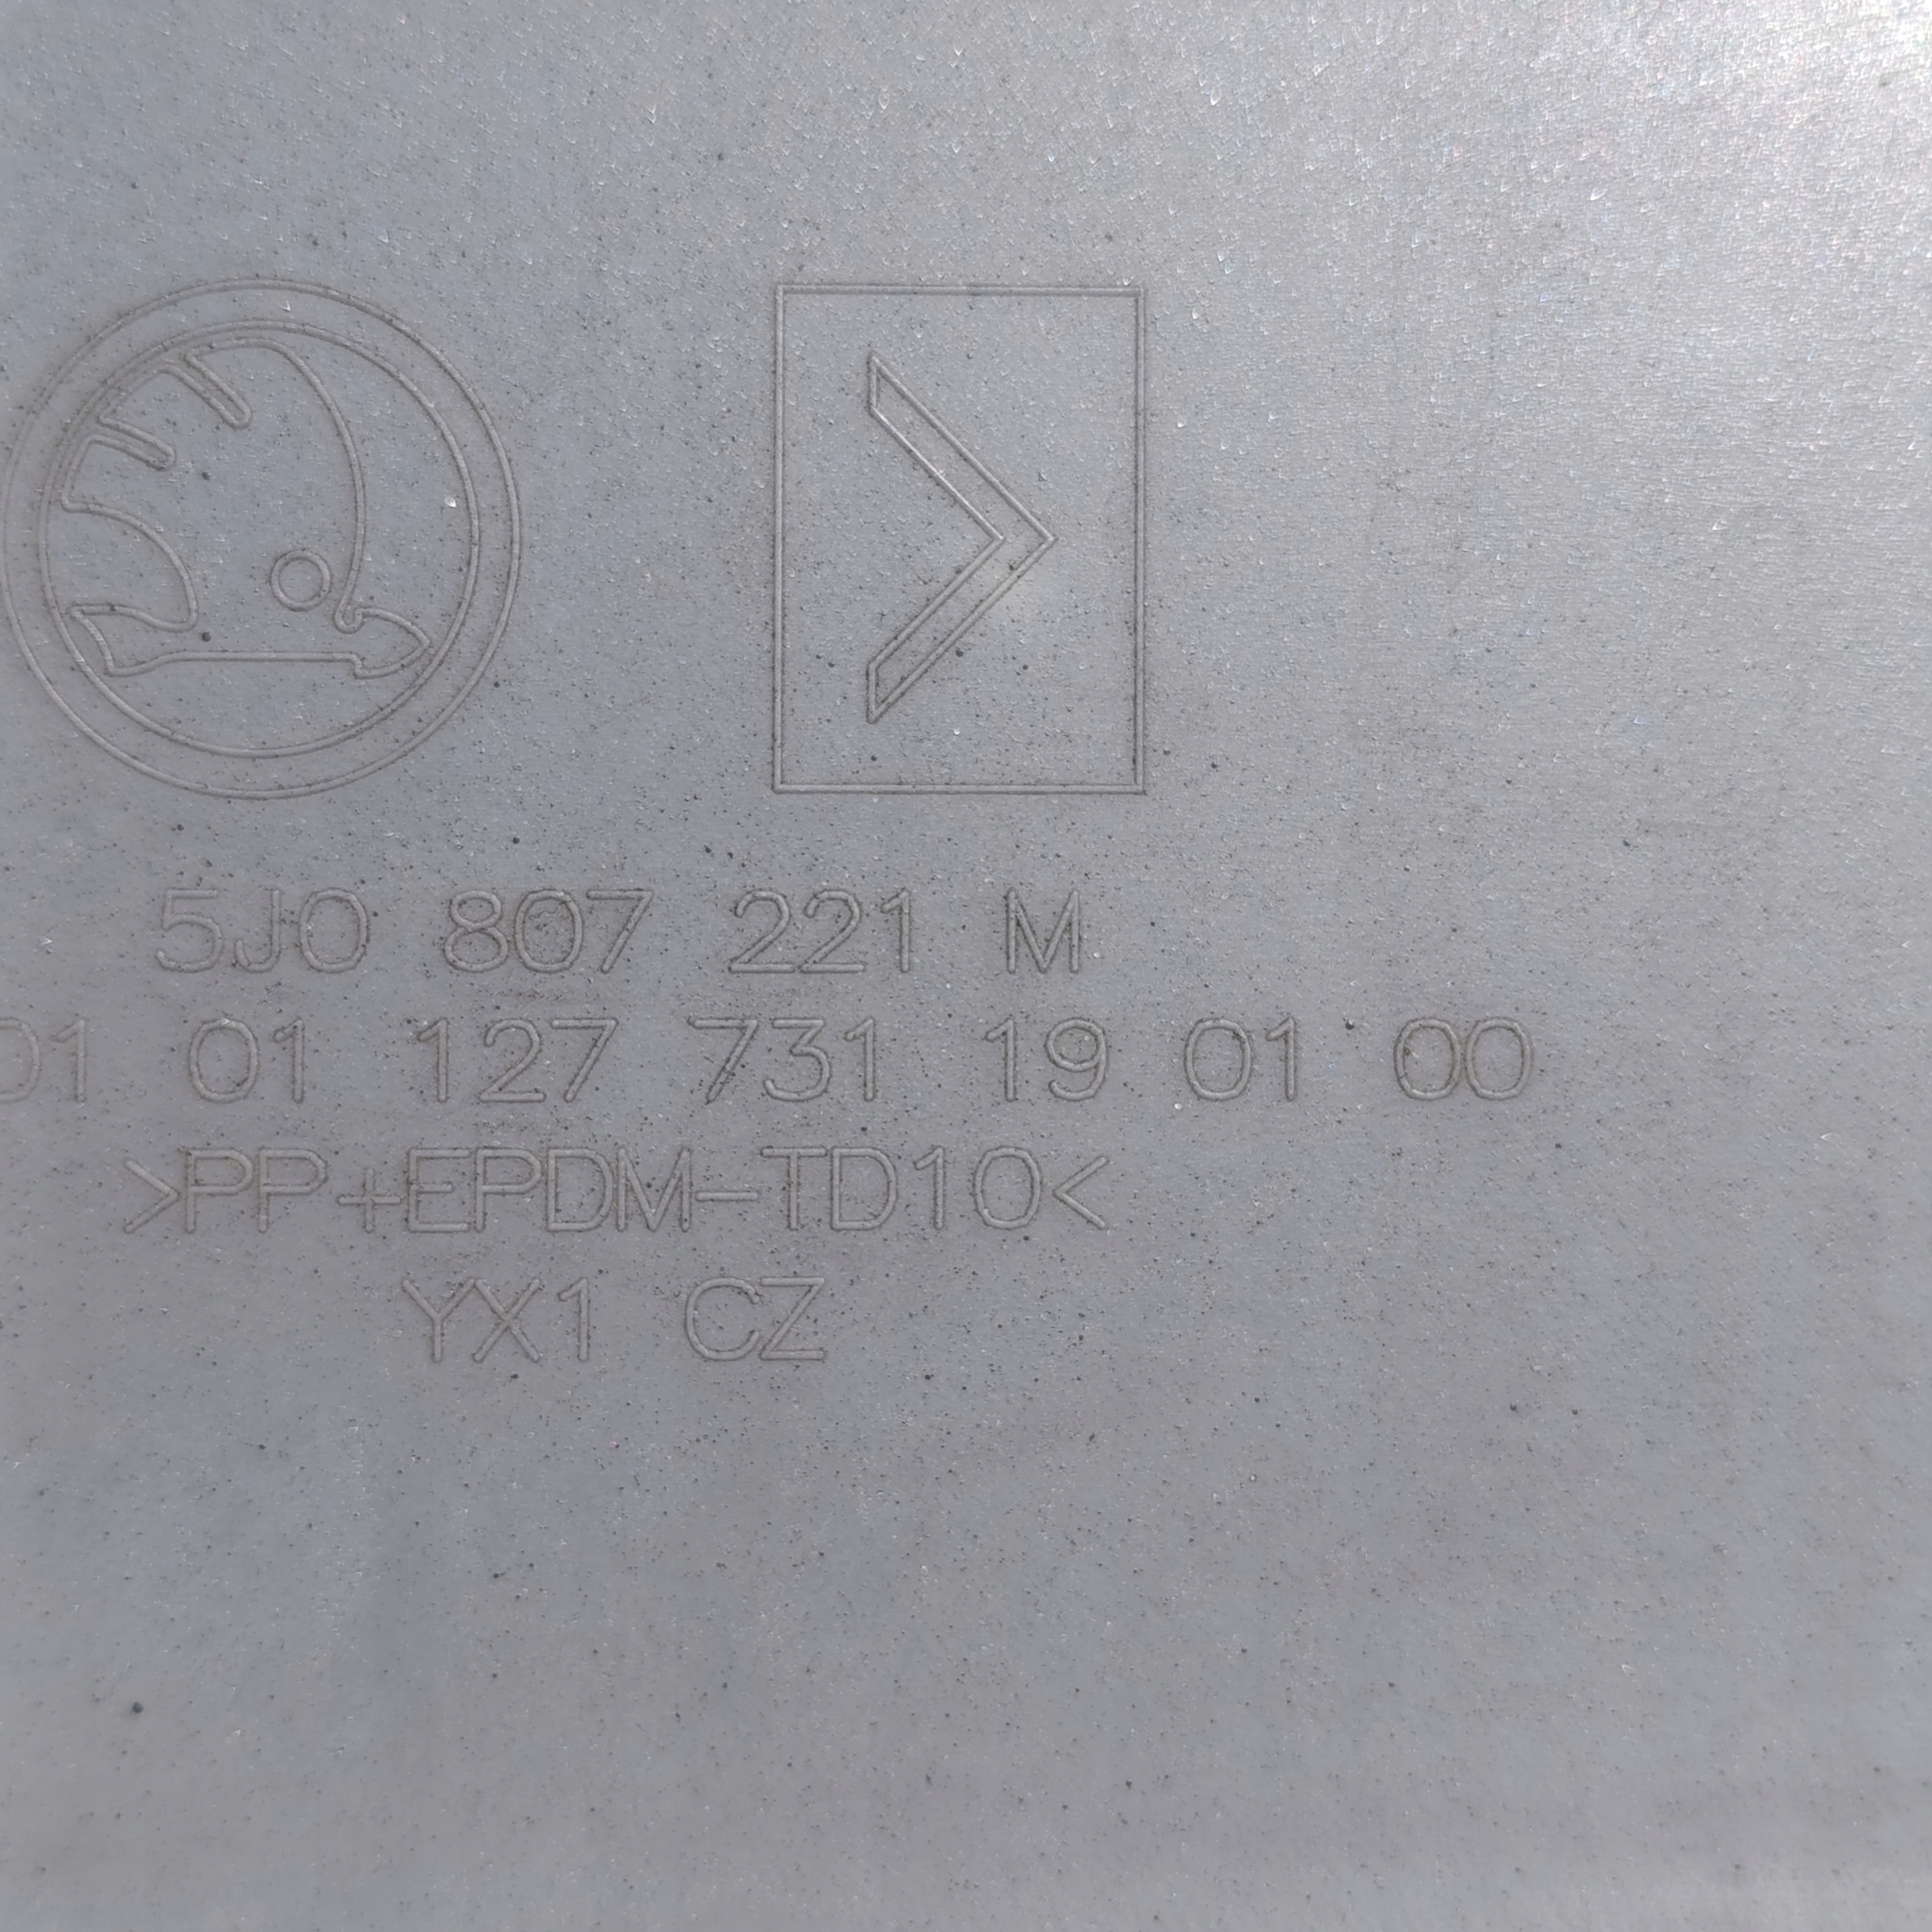 5J0 807 221 M
01 01 127 731 19 01 00
>PP+EPDM-TD10<
YX1 CZ